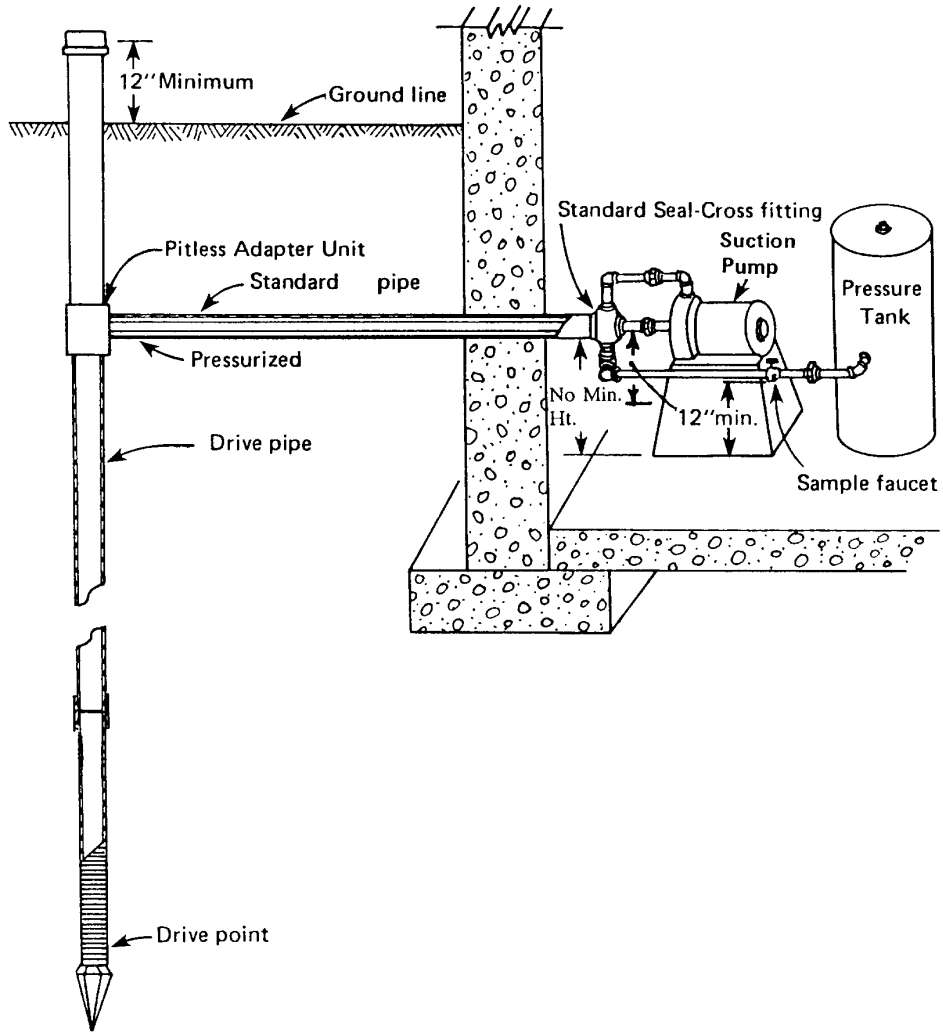 12" Minimum
Ground line
Standard Seal-Cross fitting
Suction
Pump
Pitless Adapter Unit
Standard pipe
Pressure
Tank
Pressurized
No Min.
Ht.
12" min.
Drive pipe
Sample faucet
Drive point